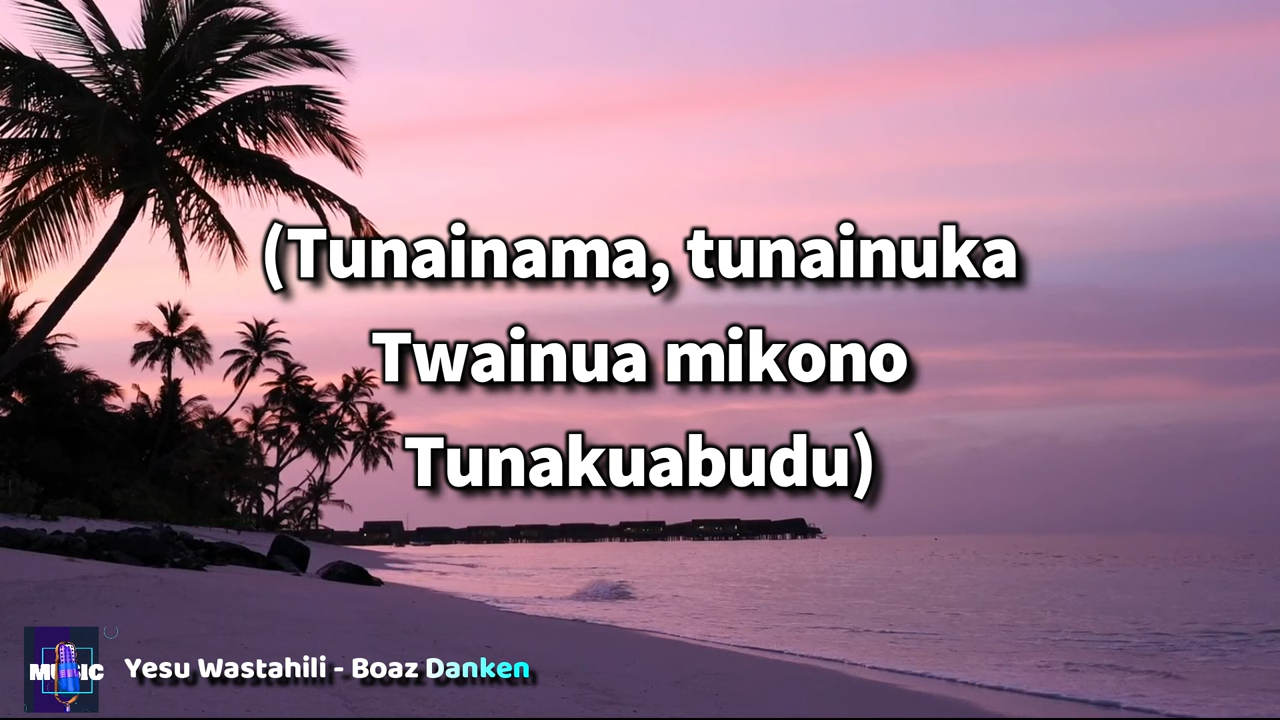 (Tunainama, tunainuka
Twainua mikono
Tunakuabudu)
MUSIC
Yesu Wastahili - Boaz Danken